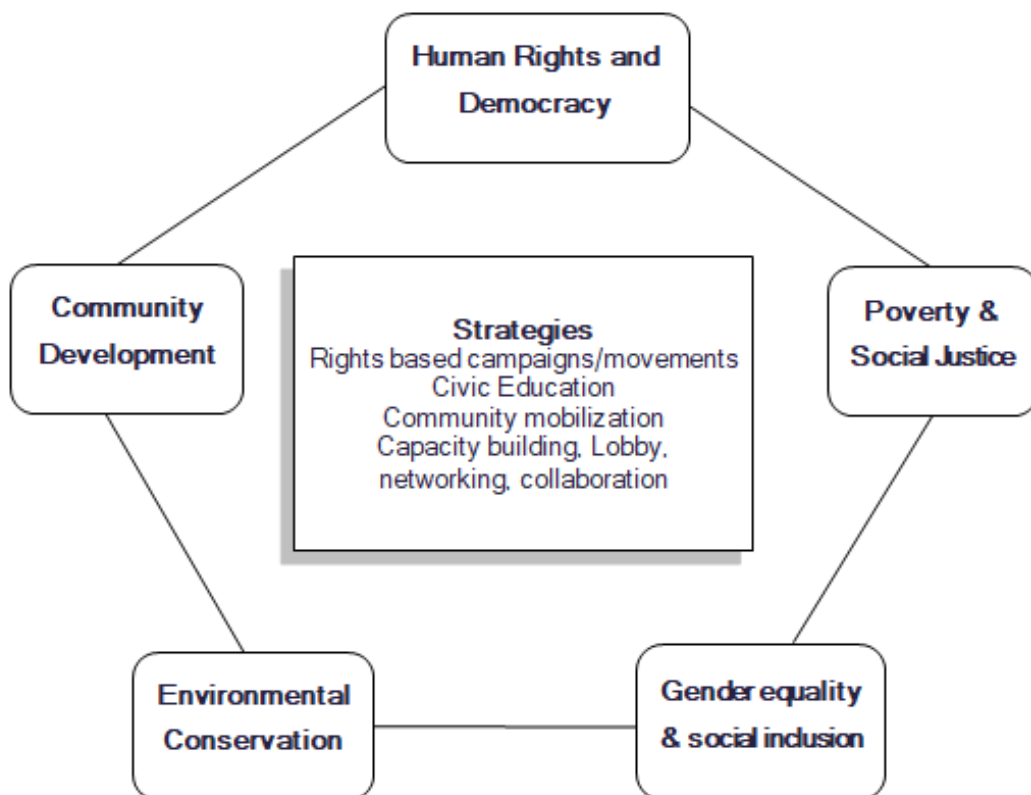 Human Rights and
Democracy
Community
Development
Poverty &
Social Justice
Strategies
Rights based campaigns/movements
Civic Education
Community mobilization
Capacity building, Lobby,
networking, collaboration
Environmental
Conservation
Gender equality
& social inclusion